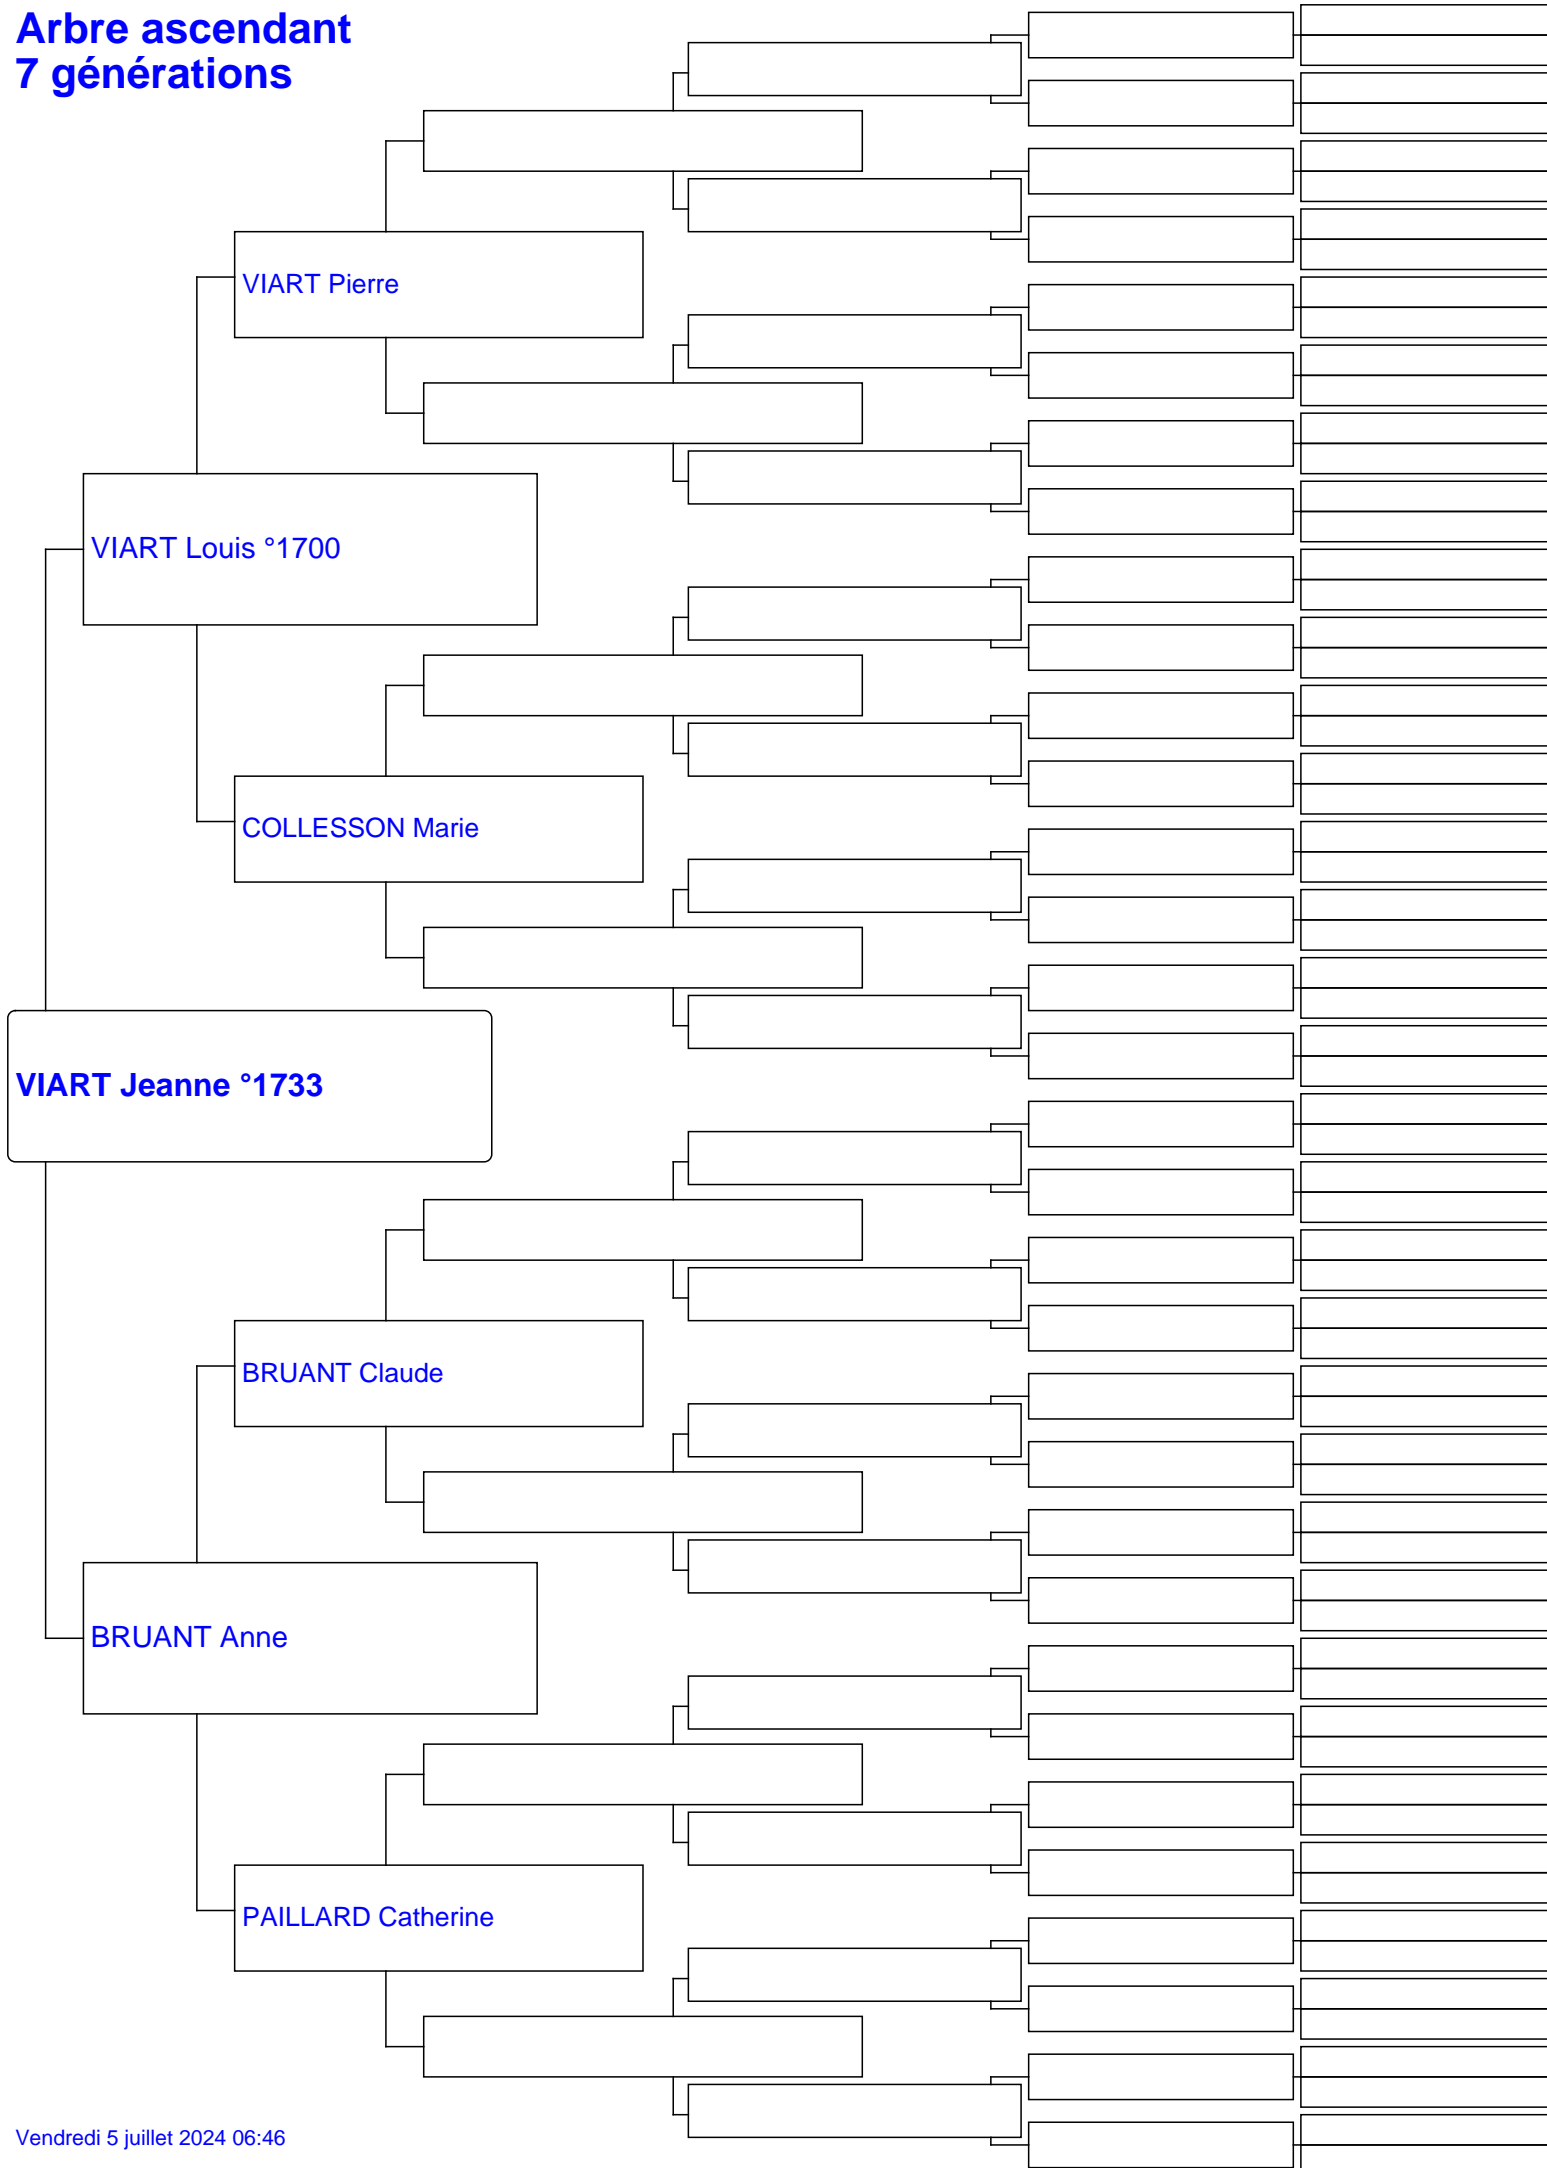 Arbre ascendant
7 générations
VIART Pierre
VIART Louis °1700
COLLESSON Marie
VIART Jeanne °1733
BRUANT Claude
BRUANT Anne
PAILLARD Catherine
Vendredi 5 juillet 2024 06:46